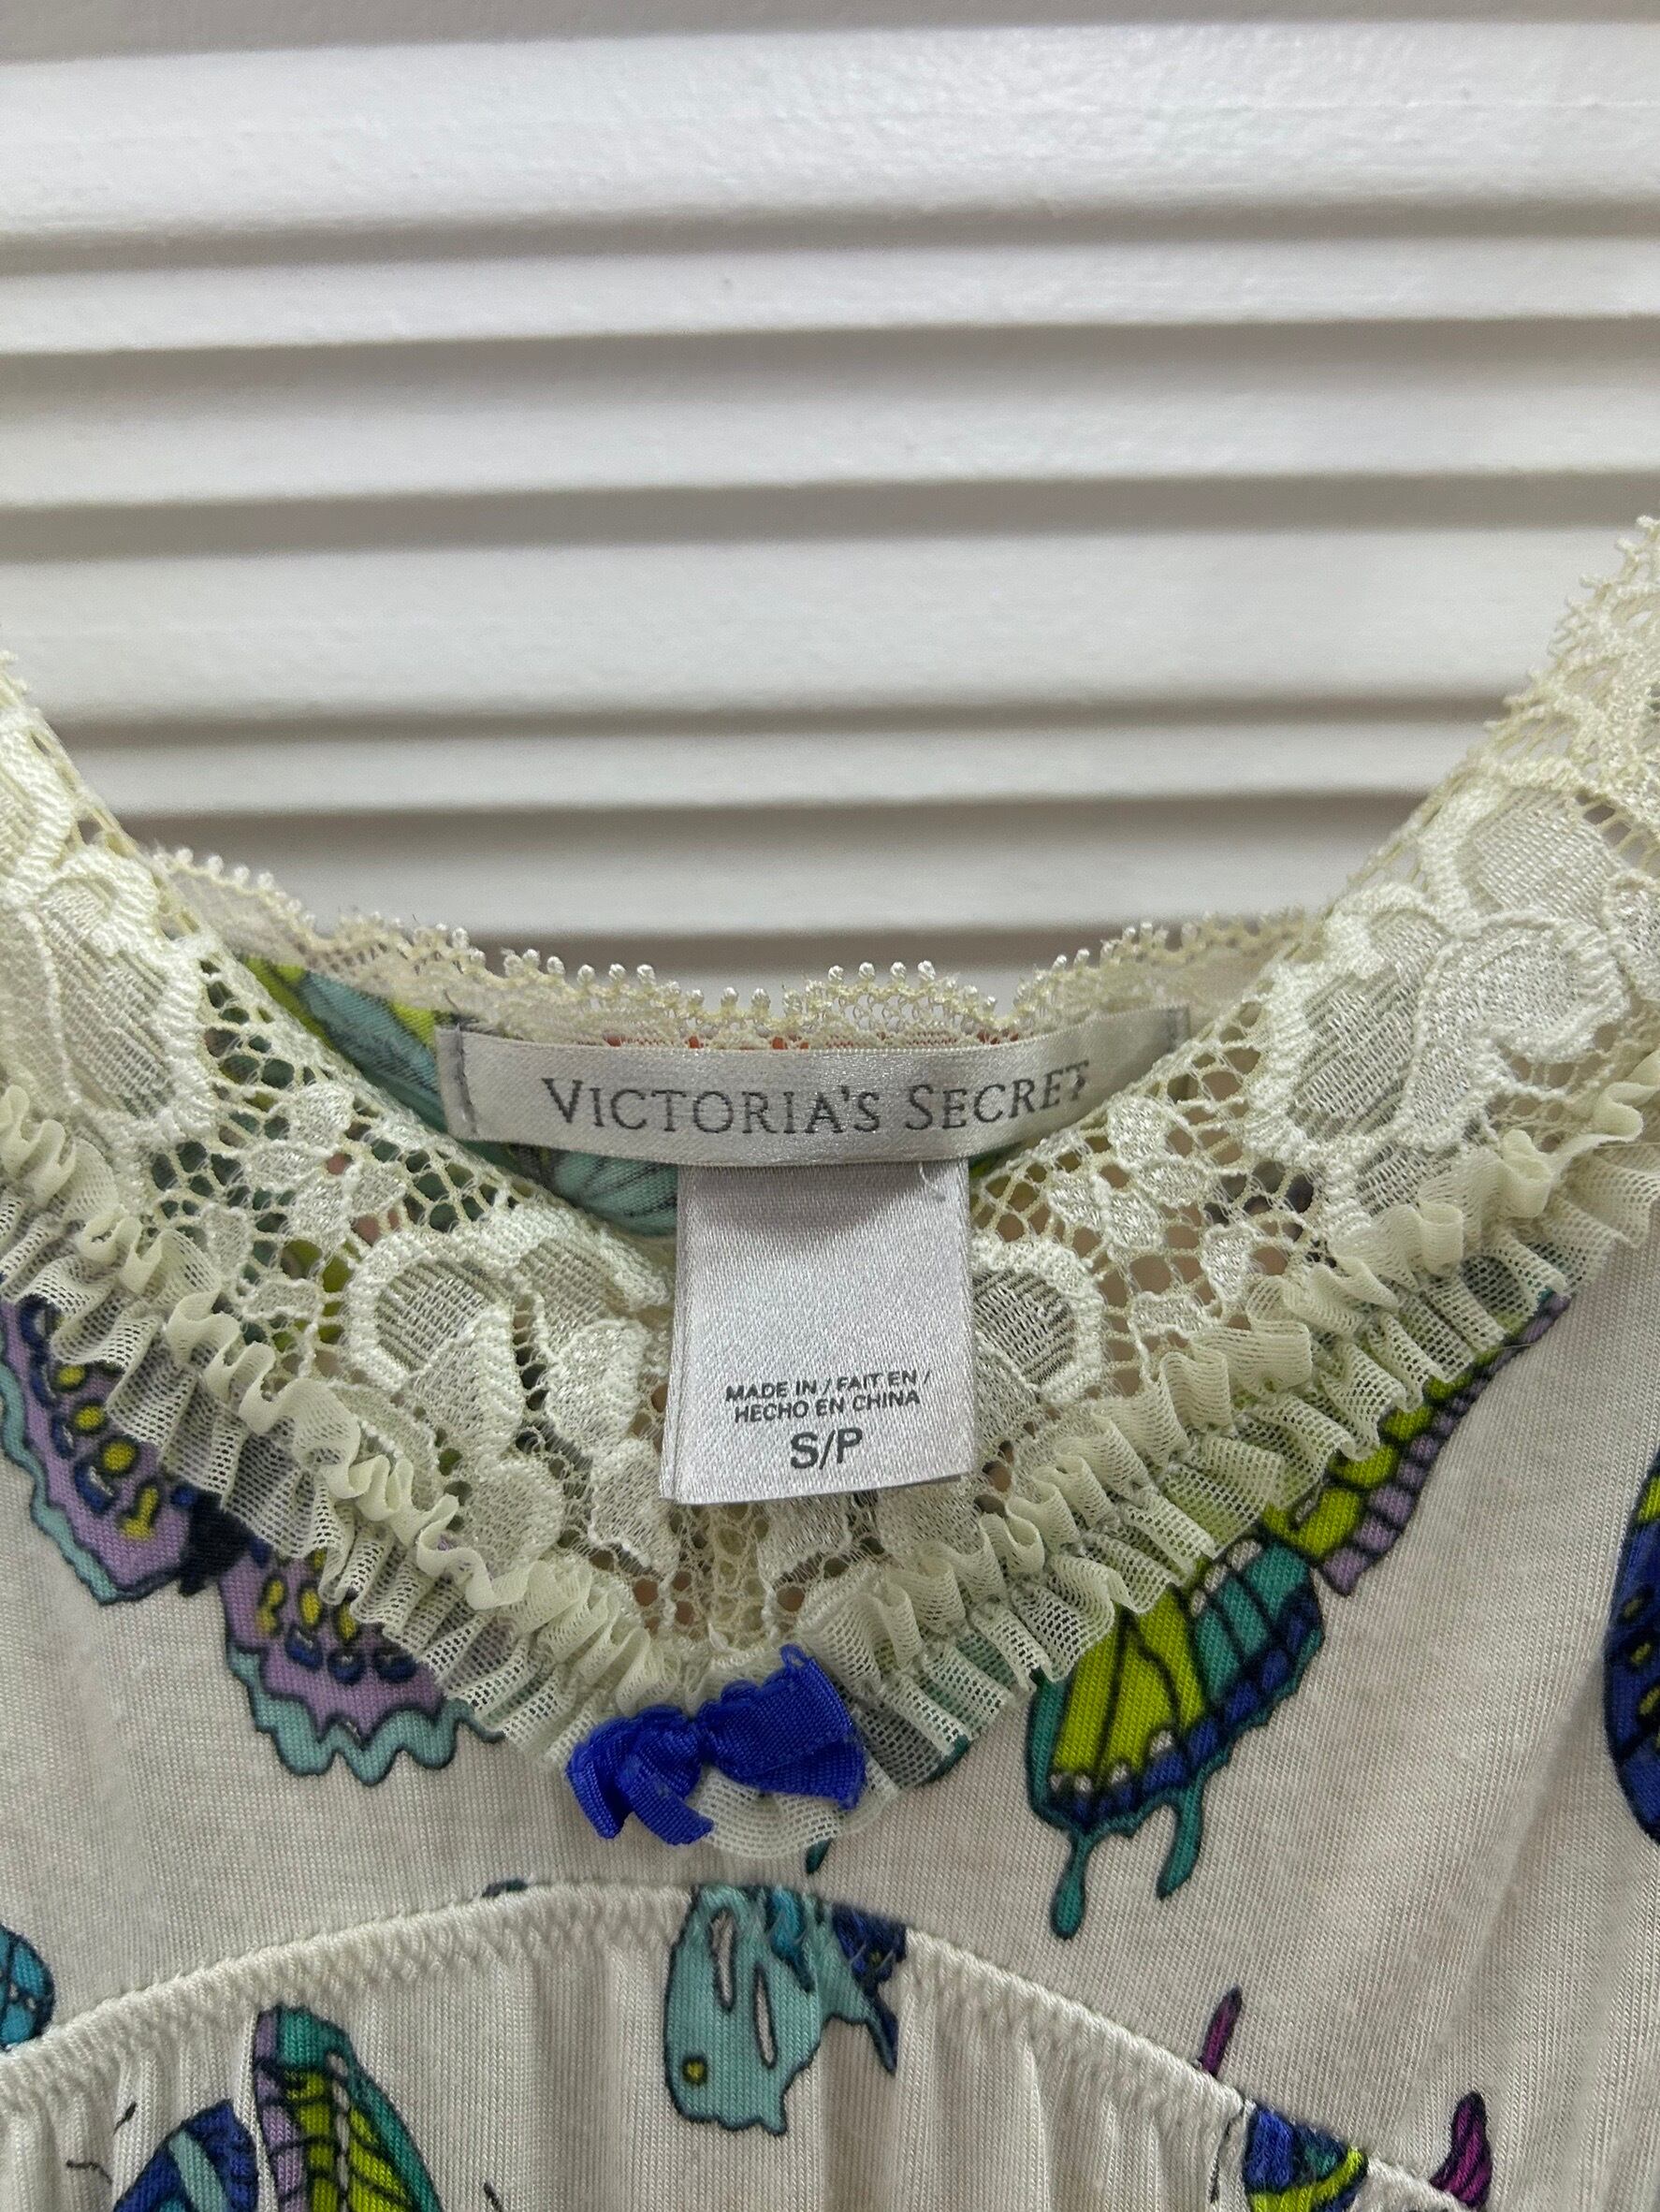 VICTORIA'S SECRET
MADE IN / FAIT EN /
HECHO EN CHINA
S/P